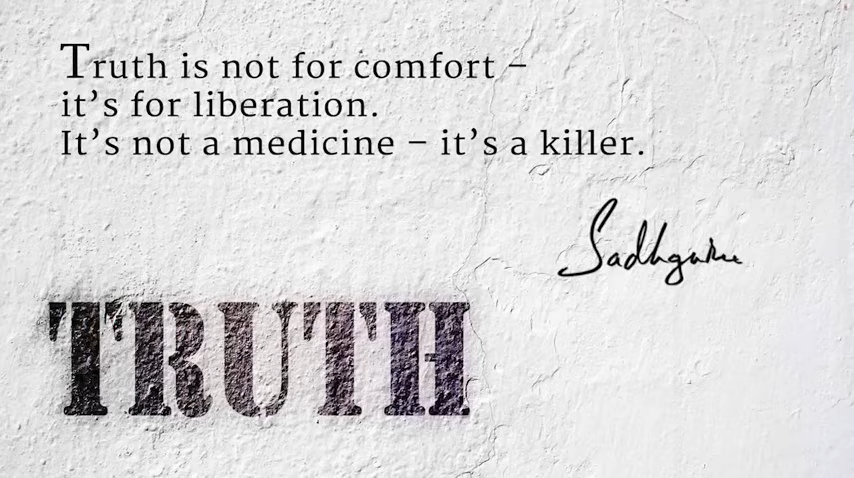 Truth is not for comfort –
it’s for liberation.
It’s not a medicine – it’s a killer.
Sadhguru
TRUTH